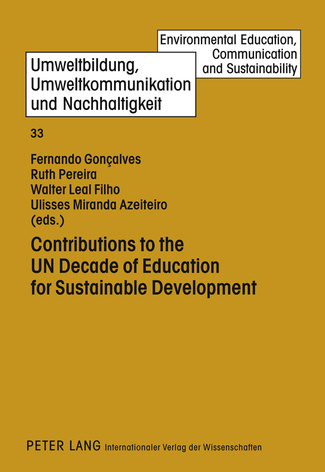 Environmental Education,
Communication
and Sustainability
Umweltbildung,
Umweltkommunikation
und Nachhaltigkeit
33
Fernando Gonçalves
Ruth Pereira
Walter Leal Filho
Ulisses Miranda Azeiteiro
(eds.)
Contributions to the
UN Decade of Education
for Sustainable Development
PETER LANG Internationaler Verlag der Wissenschaften